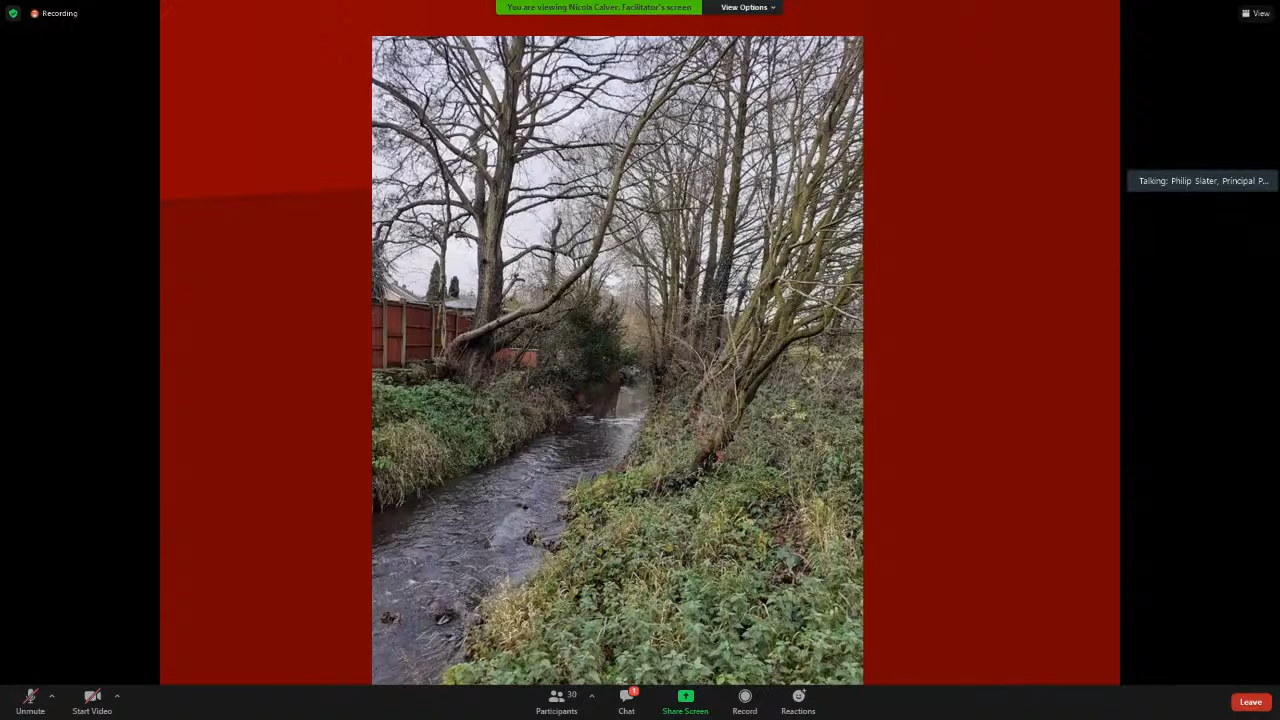 Recording
You are viewing Nicola Calver, Facilitator's screen
View Options
View
Talking: Philip Slater, Principal P...
Unmute
Start Video
30
Participants
1
Chat
Share Screen
Record
Reactions
Leave